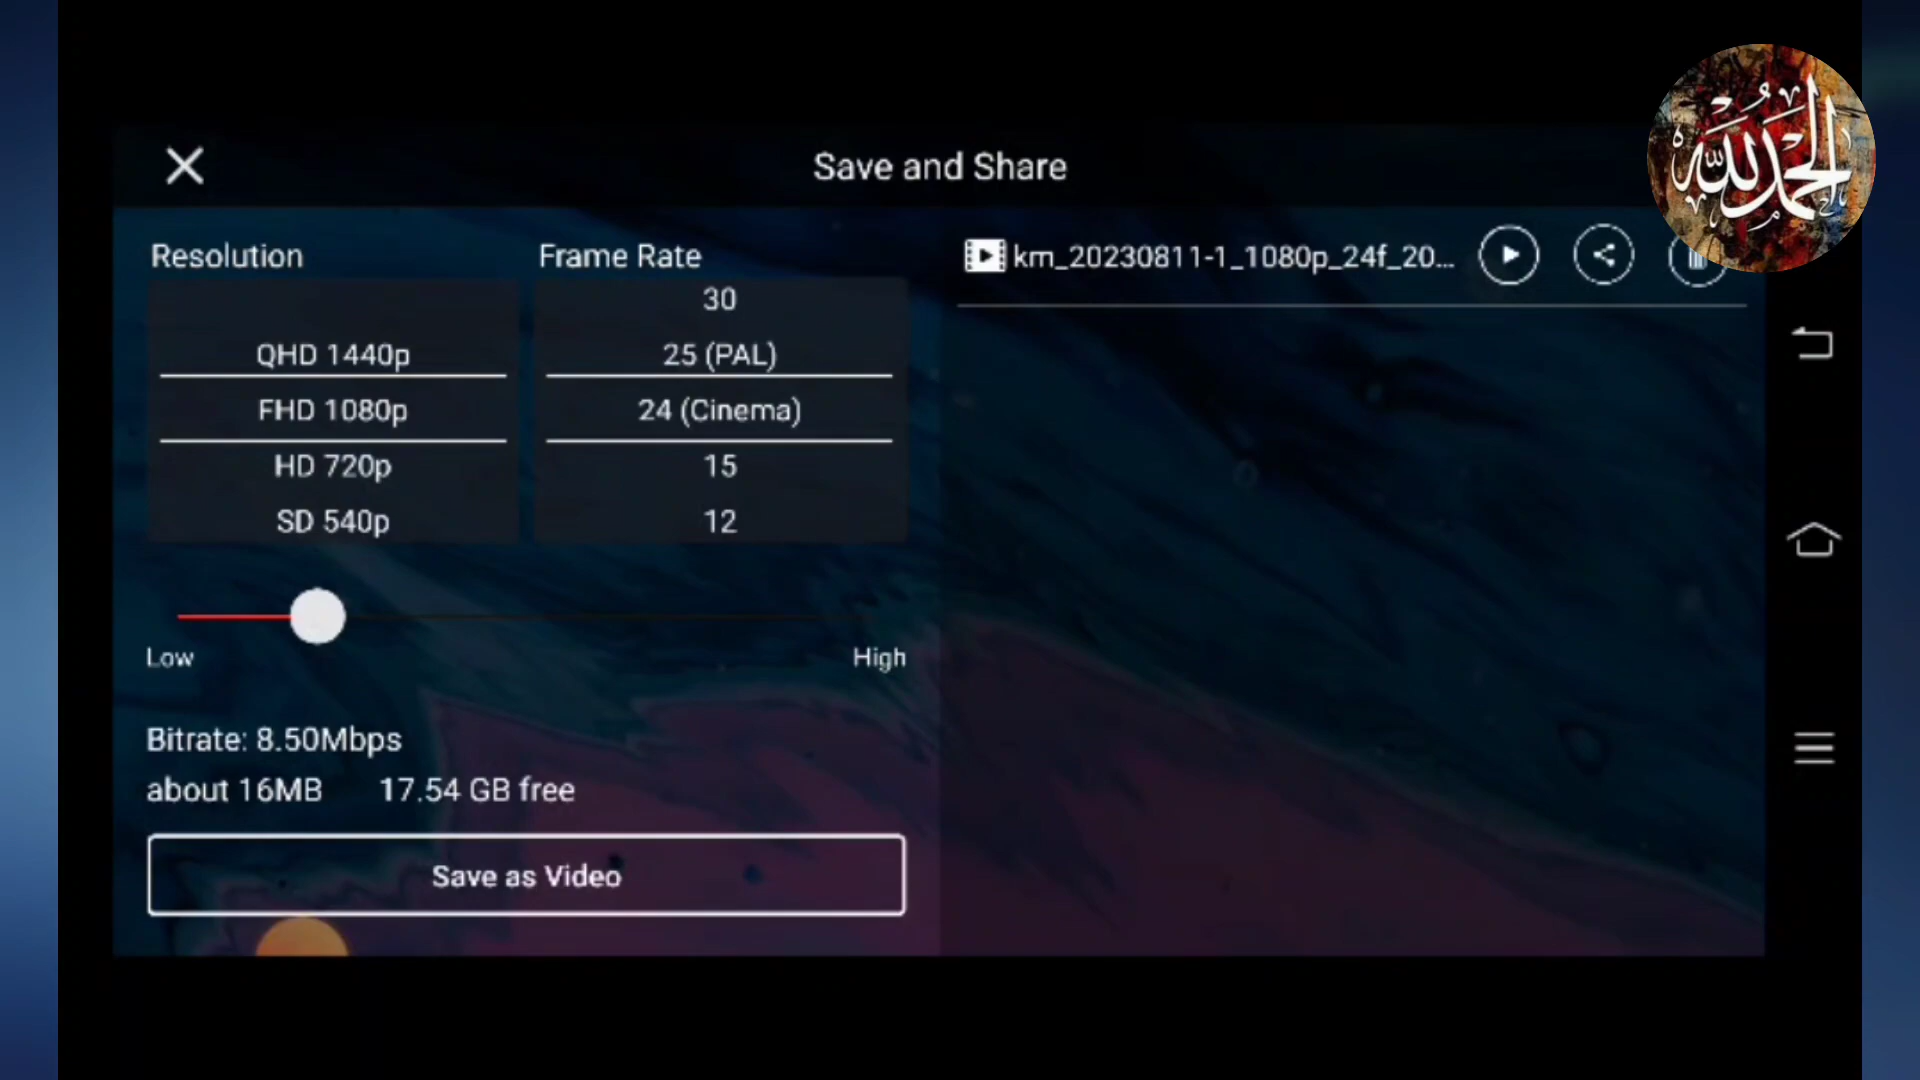 Save and Share
الحمد لله
Resolution
Frame Rate
km_20230811-1_1080p_24f_20...
30
QHD 1440p
25 (PAL)
FHD 1080p
24 (Cinema)
HD 720p
15
SD 540p
12
Low
High
Bitrate: 8.50Mbps
about 16MB 17.54 GB free
Save as Video